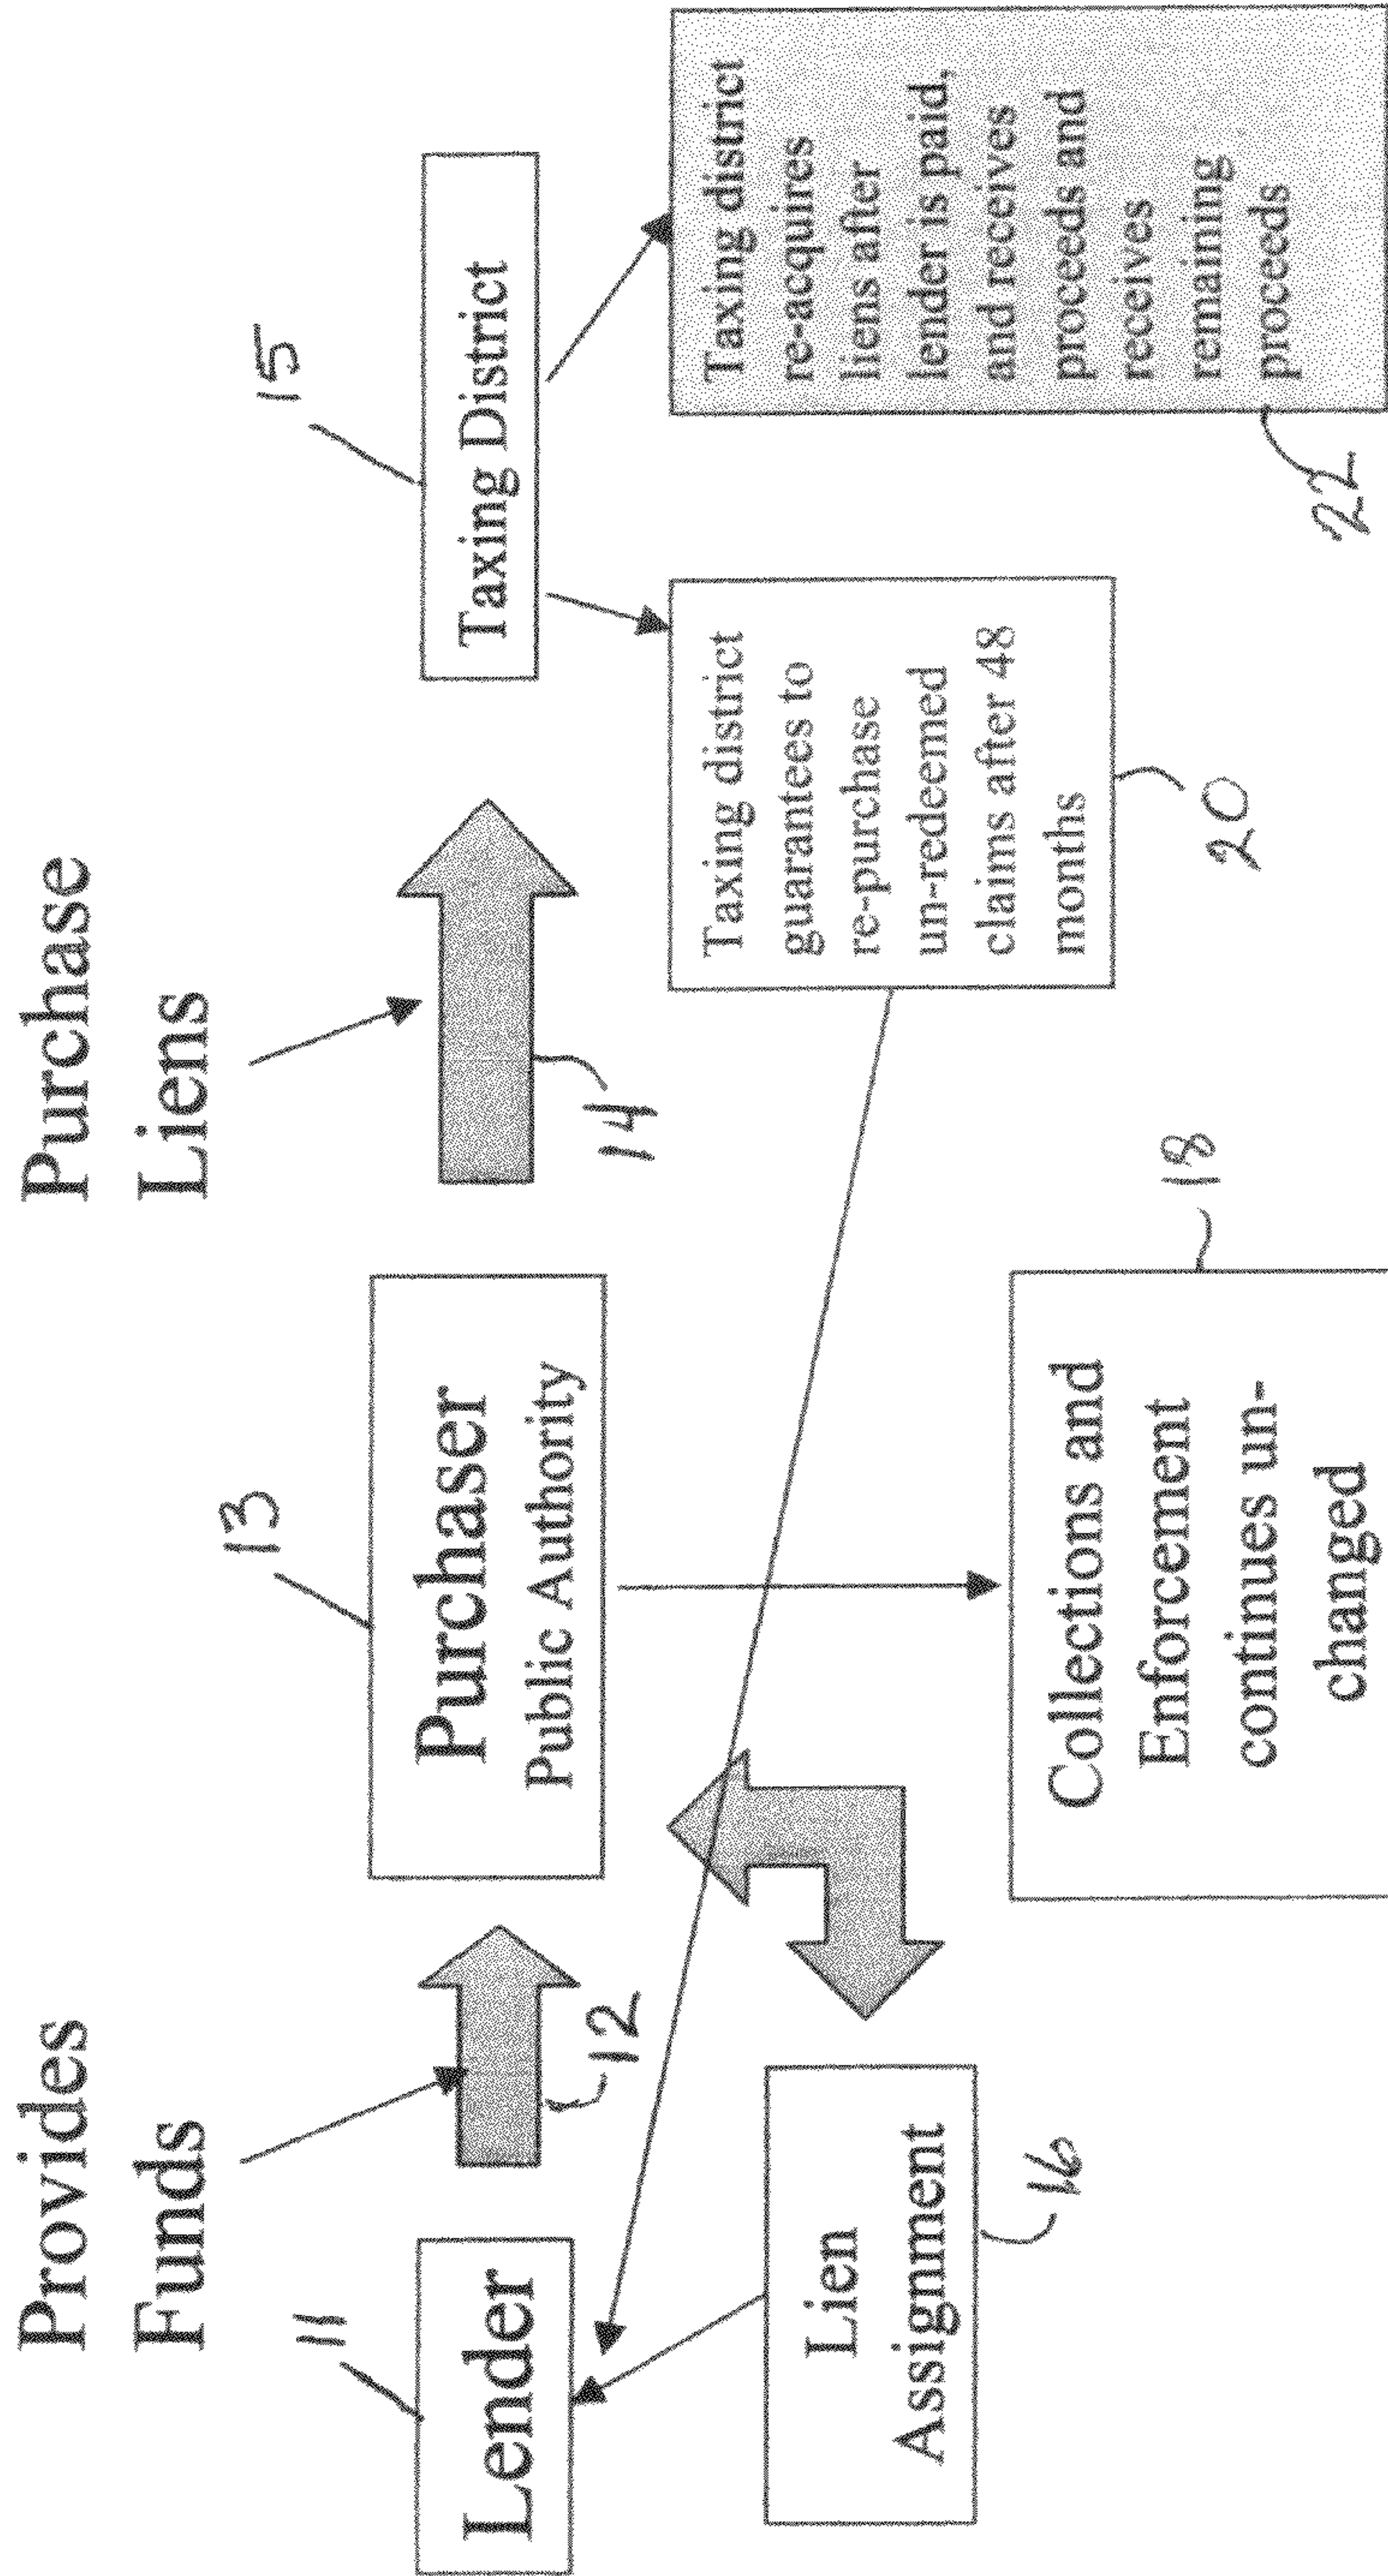 Provides
Funds
Purchase
Liens
11
13
15
Lender
Purchaser
Public Authority
Taxing District
12
14
Lien
Assignment
16
Collections and
Enforcement
continues un-
changed
18
Taxing district
guarantees to
re-purchase
un-redeemed
claims after 48
months
20
Taxing district
re-acquires
liens after
lender is paid,
and receives
proceeds and
receives
remaining
proceeds
22